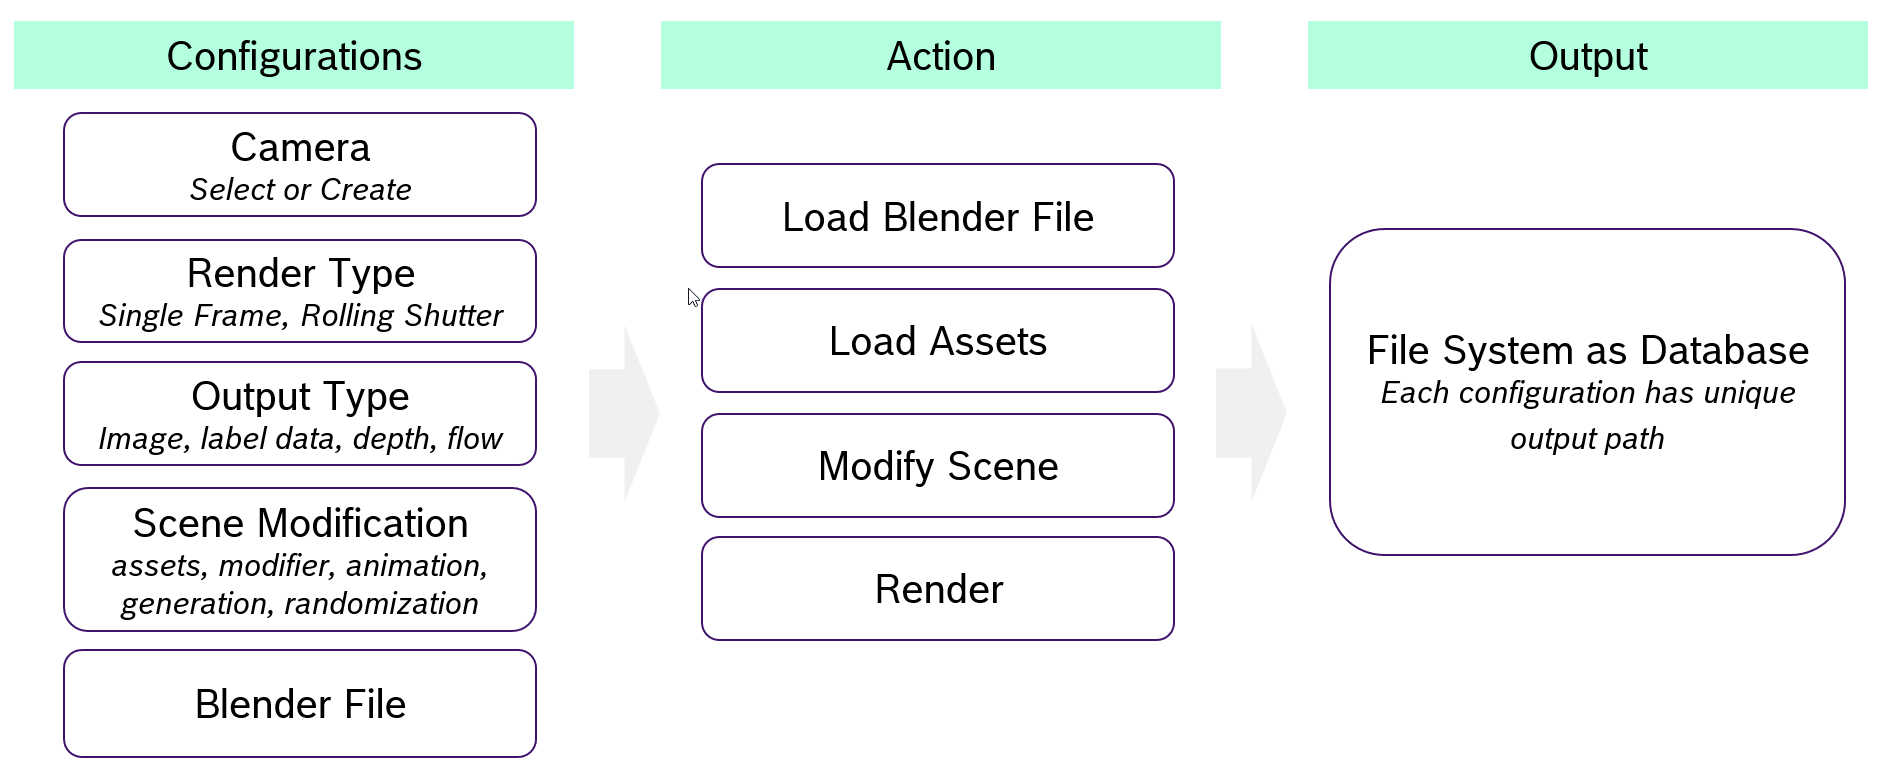 Configurations
Camera
Select or Create
Render Type
Single Frame, Rolling Shutter
Output Type
Image, label data, depth, flow
Scene Modification
assets, modifier, animation,
generation, randomization
Blender File
Action
Load Blender File
Load Assets
Modify Scene
Render
Output
File System as Database
Each configuration has unique
output path